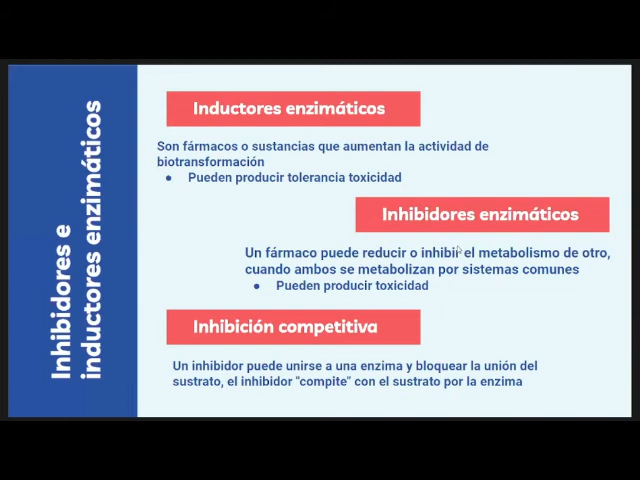 Inhibidores e
inductores enzimáticos
Inductores enzimáticos
Son fármacos o sustancias que aumentan la actividad de
biotransformación
● Pueden producir tolerancia toxicidad
Inhibidores enzimáticos
Un fármaco puede reducir o inhibir el metabolismo de otro,
cuando ambos se metabolizan por sistemas comunes
● Pueden producir toxicidad
Inhibición competitiva
Un inhibidor puede unirse a una enzima y bloquear la unión del
sustrato, el inhibidor “compite” con el sustrato por la enzima